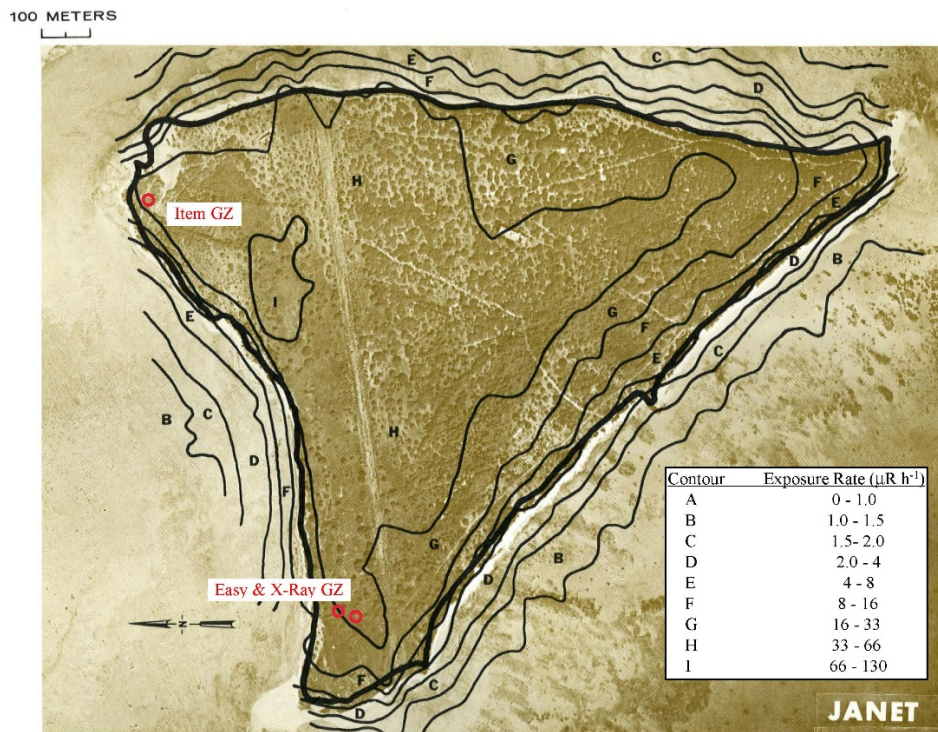 100 METERS
E
C
F
D
G
H
F
Item GZ
E
D
B
I
E
G
F
C
B
E
C
H
D
F
G
B
Easy & X-Ray GZ
D
N
F
C
D
Contour Exposure Rate (µR h⁻¹)
A 0 - 1.0
B 1.0 - 1.5
C 1.5- 2.0
D 2.0 - 4
E 4 - 8
F 8 - 16
G 16 - 33
H 33 - 66
I 66 - 130
JANET